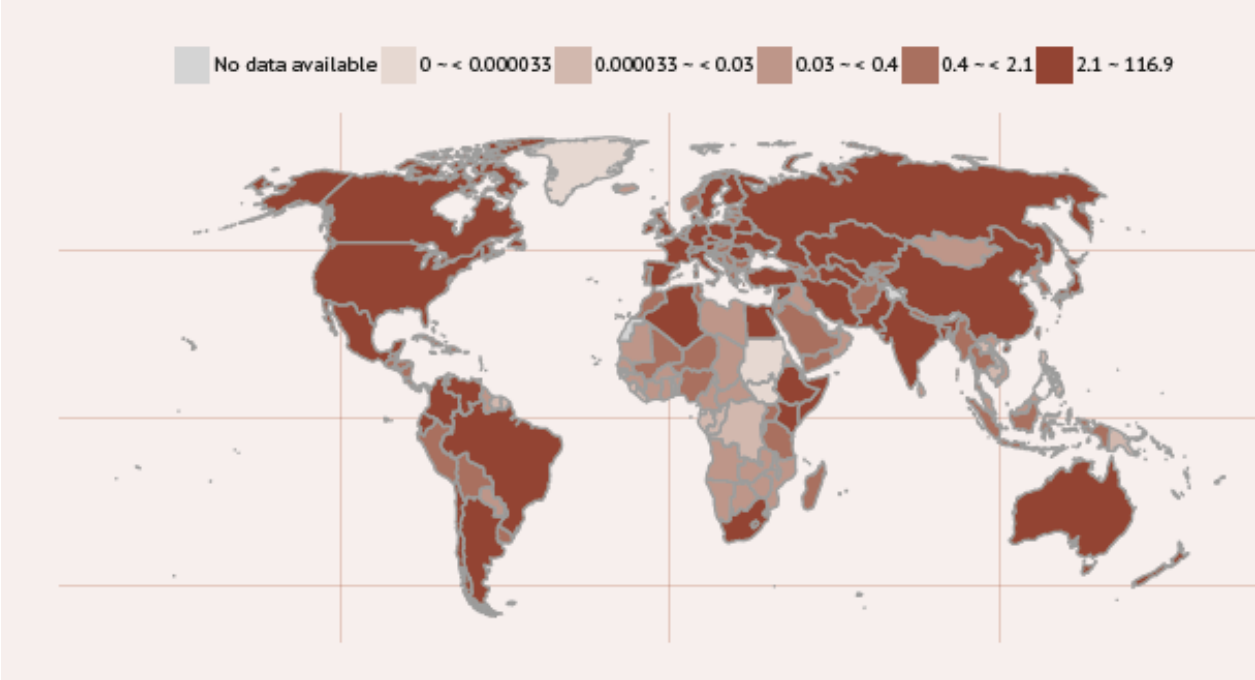 No data available 0 ~ < 0.000033 0.000033 ~ < 0.03 0.03 ~ < 0.4 0.4 ~ < 2.1 2.1 ~ 116.9